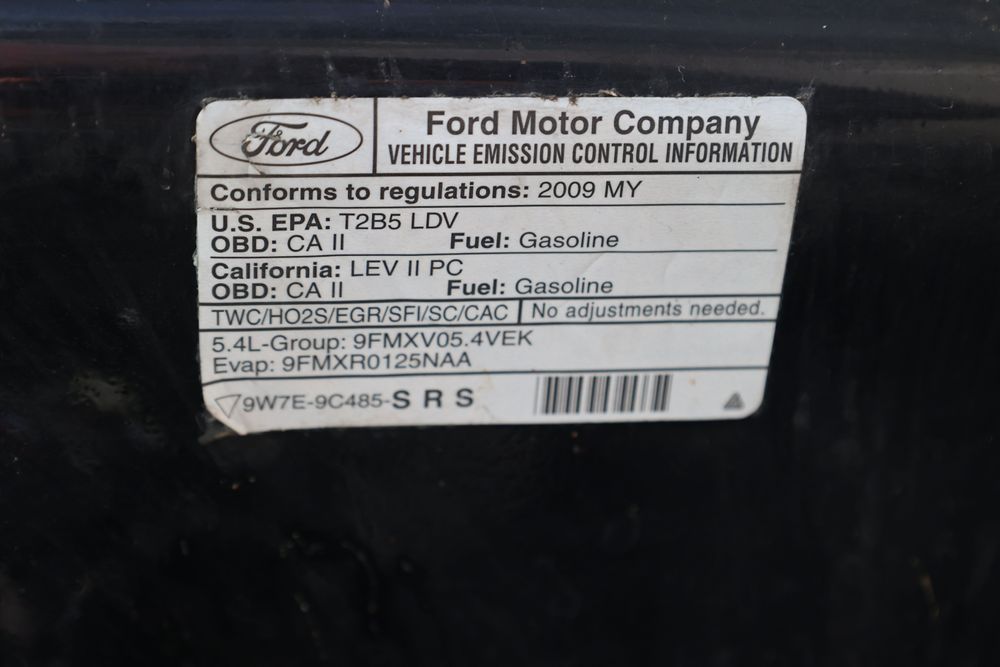 Ford
Ford Motor Company
VEHICLE EMISSION CONTROL INFORMATION
Conforms to regulations: 2009 MY
U.S. EPA: T2B5 LDV
OBD: CA II Fuel: Gasoline
California: LEV II PC
OBD: CA II Fuel: Gasoline
TWC/HO2S/EGR/SFI/SC/CAC No adjustments needed.
5.4L-Group: 9FMXV05.4VEK
Evap: 9FMXR0125NAA
9W7E-9C485-S R S